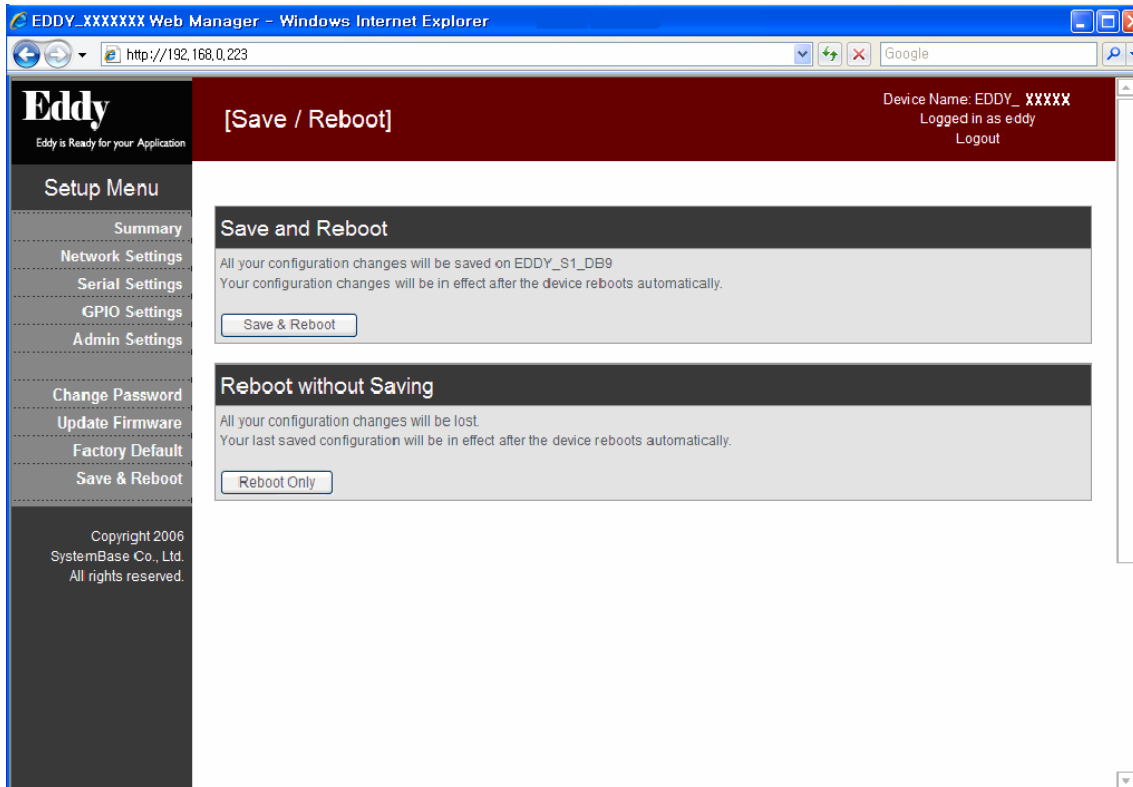 EDDY_XXXXXXX Web Manager - Windows Internet Explorer
http://192,168,0,223
Google
Eddy
Eddy is Ready for your Application
[Save / Reboot]
Device Name: EDDY_ XXXXX
Logged in as eddy
Logout
Setup Menu
Summary
Network Settings
Serial Settings
GPIO Settings
Admin Settings
Change Password
Update Firmware
Factory Default
Save & Reboot
Copyright 2006
SystemBase Co., Ltd.
All rights reserved.
Save and Reboot
All your configuration changes will be saved on EDDY_S1_DB9
Your configuration changes will be in effect after the device reboots automatically.
Save & Reboot
Reboot without Saving
All your configuration changes will be lost.
Your last saved configuration will be in effect after the device reboots automatically.
Reboot Only